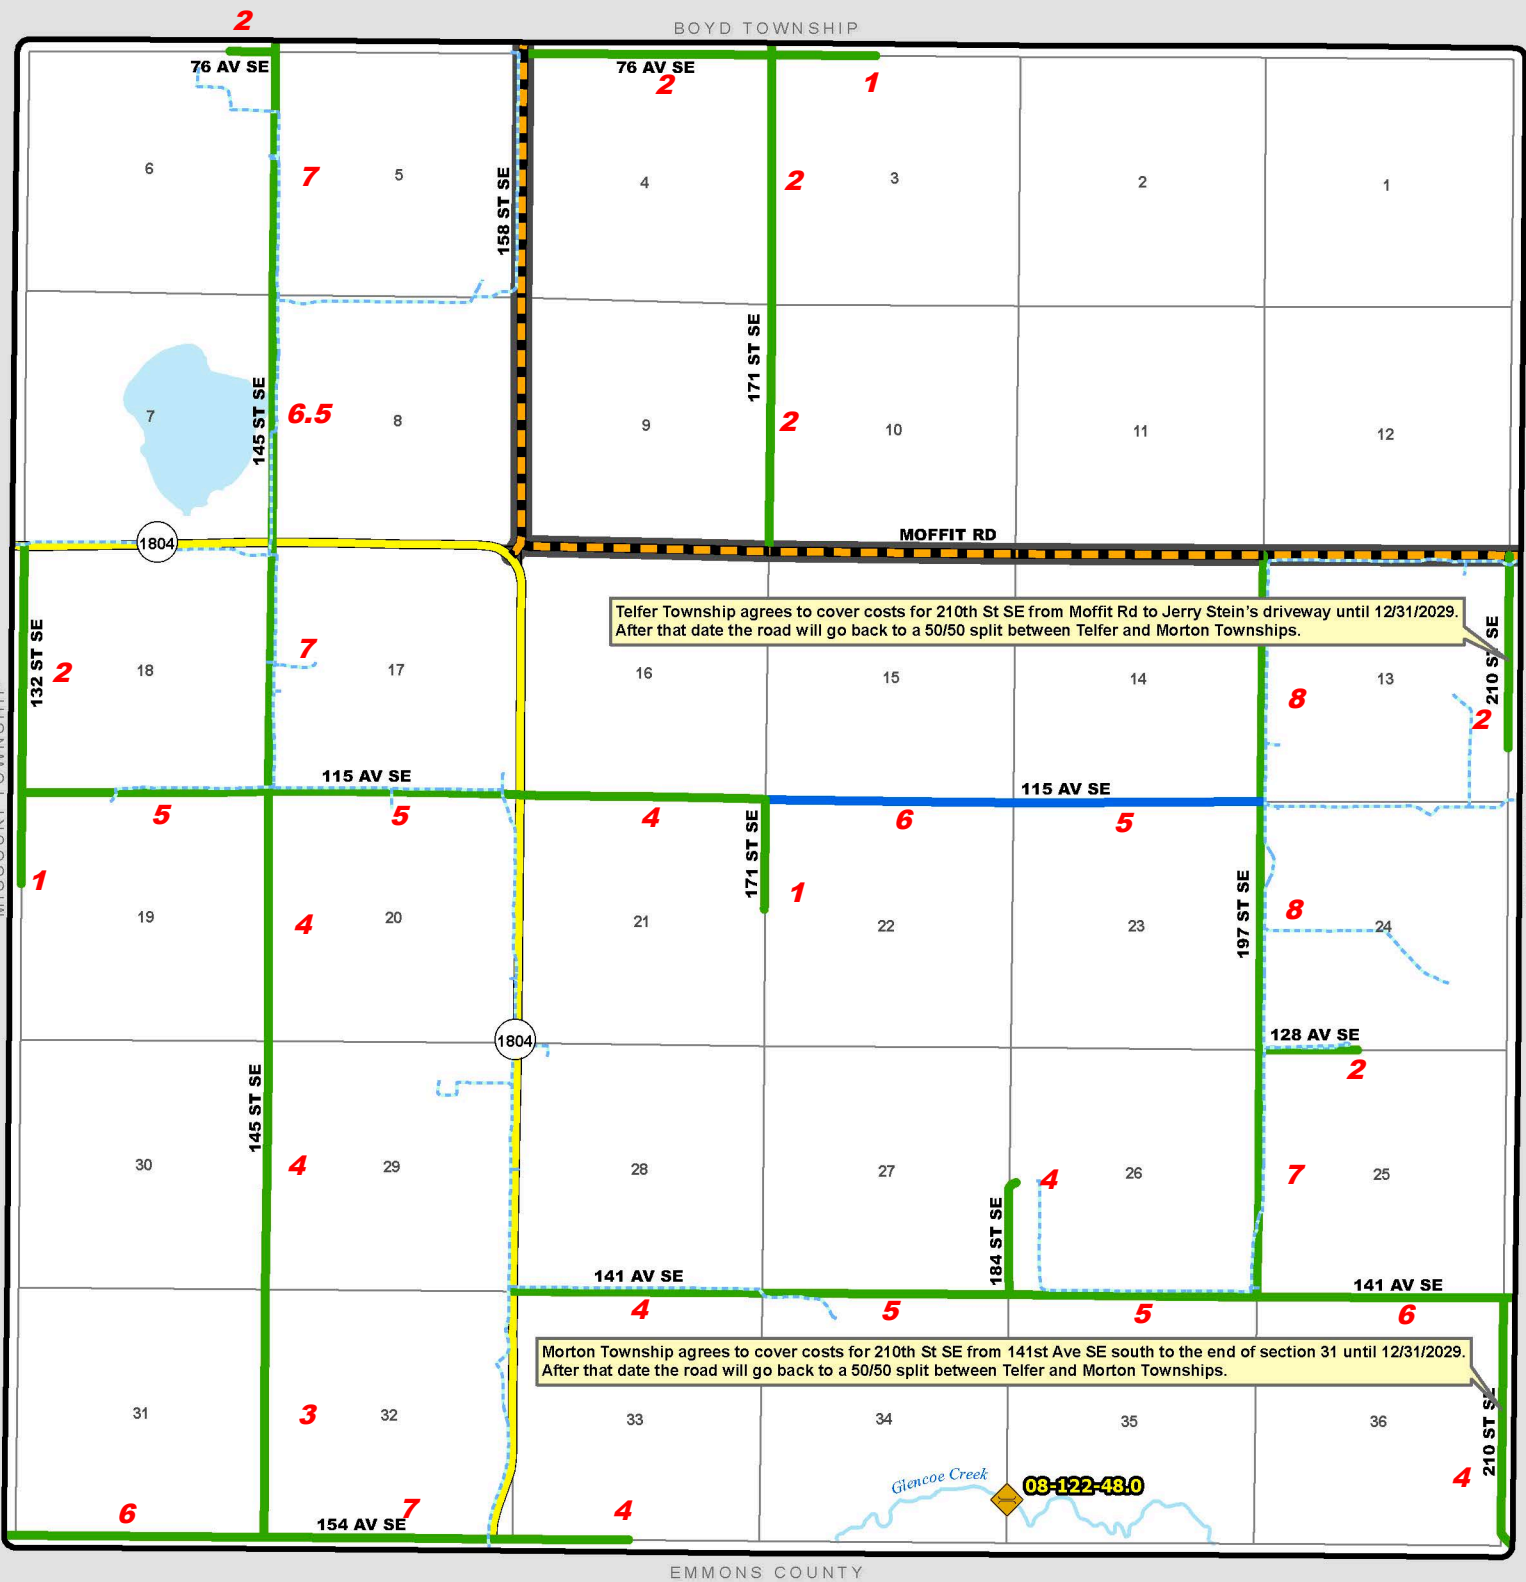 BOYD TOWNSHIP
2
76 AV SE
76 AV SE
2
1
6
7
5
158 ST SE
4
2
3
2
1
171 ST SE
7
145 ST SE
6.5
8
9
2
10
11
12
1804
MOFFIT RD
Telfer Township agrees to cover costs for 210th St SE from Moffit Rd to Jerry Stein's driveway until 12/31/2029.
After that date the road will go back to a 50/50 split between Telfer and Morton Townships.
132 ST SE
2
18
7
17
16
15
14
8
13
210 ST SE
2
115 AV SE
115 AV SE
5
5
4
6
5
171 ST SE
1
1
19
4
20
21
22
23
197 ST SE
8
24
1804
128 AV SE
2
145 ST SE
30
4
29
28
27
184 ST SE
4
26
7
25
141 AV SE
141 AV SE
4
5
5
6
Morton Township agrees to cover costs for 210th St SE from 141st Ave SE south to the end of section 31 until 12/31/2029.
After that date the road will go back to a 50/50 split between Telfer and Morton Townships.
31
3
32
33
34
35
36
210 ST SE
4
Glencoe Creek
08-122-48.0
6
154 AV SE
7
4
EMMONS COUNTY